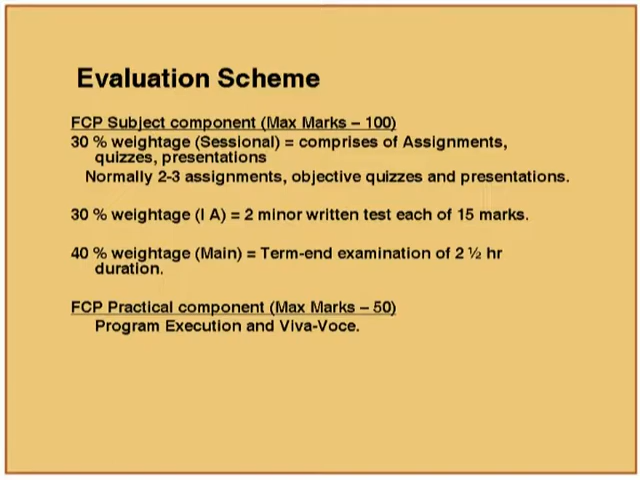 Evaluation Scheme
FCP Subject component (Max Marks – 100)
30 % weightage (Sessional) = comprises of Assignments,
quizzes, presentations
Normally 2-3 assignments, objective quizzes and presentations.
30 % weightage (I A) = 2 minor written test each of 15 marks.
40 % weightage (Main) = Term-end examination of 2 ½ hr
duration.
FCP Practical component (Max Marks – 50)
Program Execution and Viva-Voce.